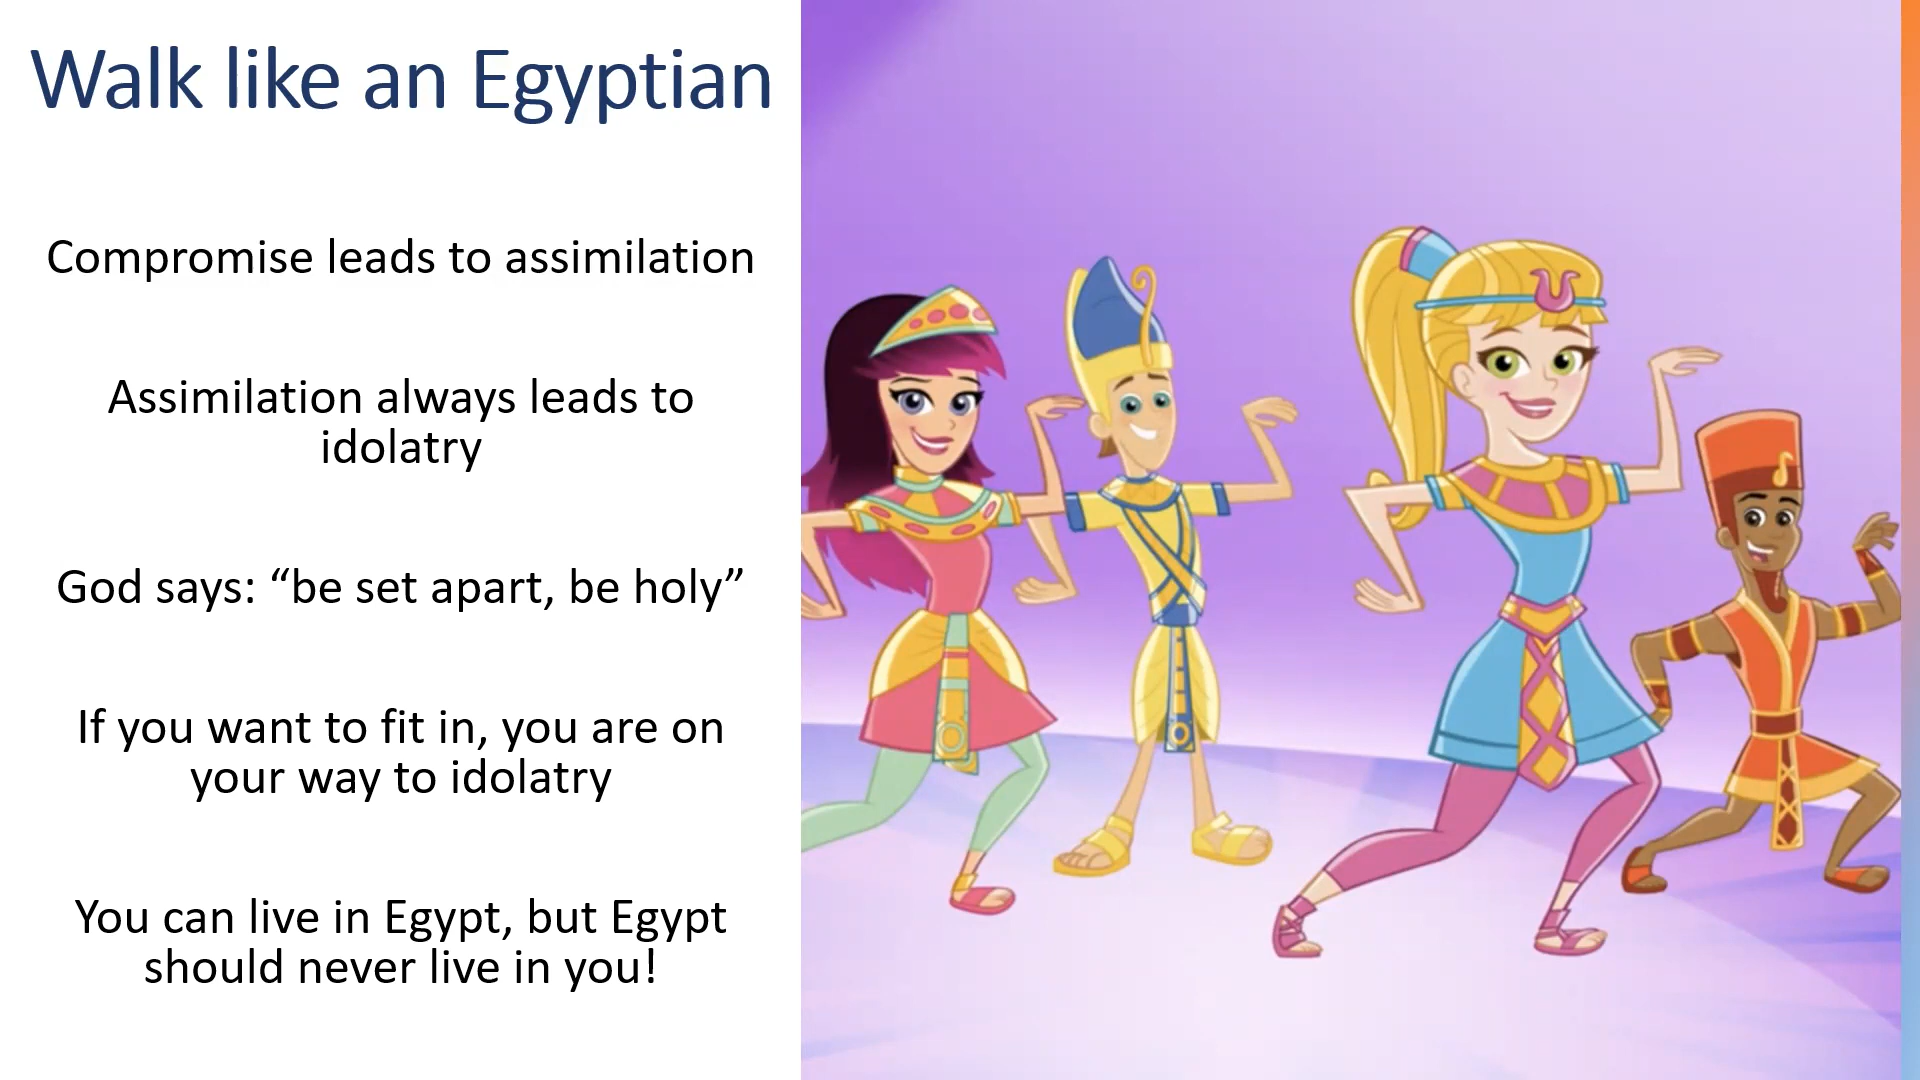 Walk like an Egyptian
Compromise leads to assimilation
Assimilation always leads to
idolatry
God says: “be set apart, be holy”
If you want to fit in, you are on
your way to idolatry
You can live in Egypt, but Egypt
should never live in you!